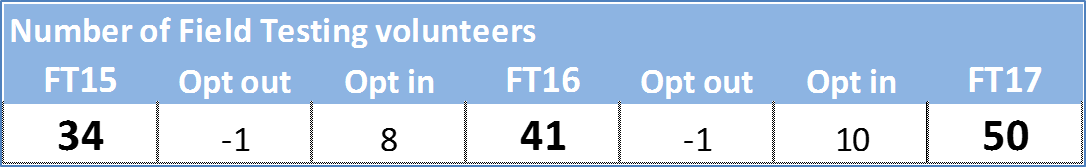 Number of Field Testing volunteers
FT15 Opt out Opt in FT16 Opt out Opt in FT17
34 -1 8 41 -1 10 50